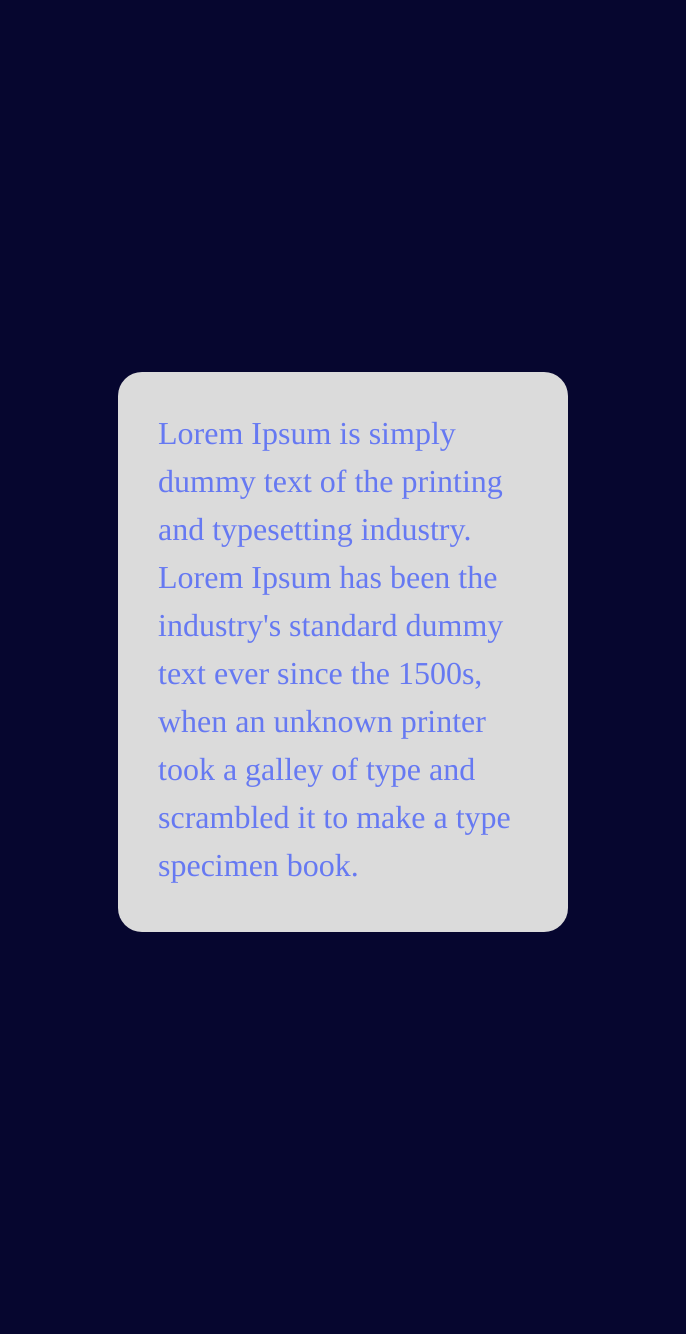 Lorem Ipsum is simply
dummy text of the printing
and typesetting industry.
Lorem Ipsum has been the
industry's standard dummy
text ever since the 1500s,
when an unknown printer
took a galley of type and
scrambled it to make a type
specimen book.